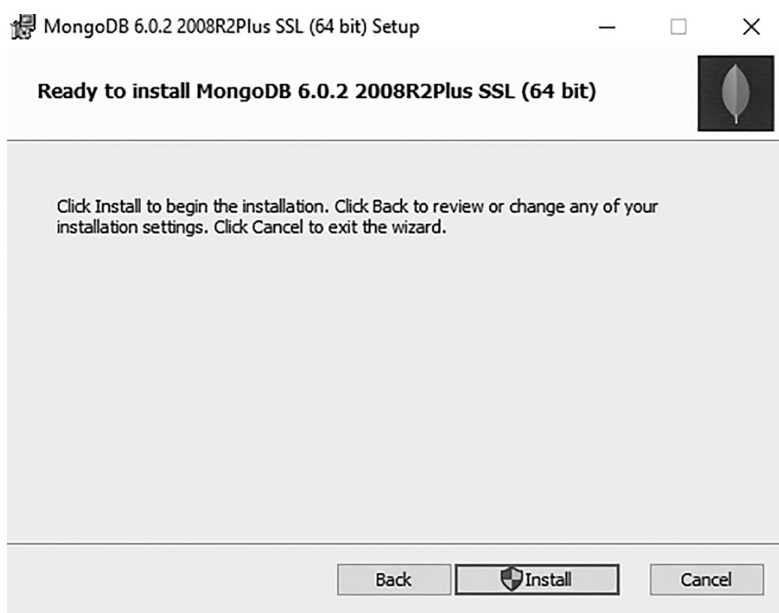 MongoDB 6.0.2 2008R2Plus SSL (64 bit) Setup
Ready to install MongoDB 6.0.2 2008R2Plus SSL (64 bit)
Click Install to begin the installation. Click Back to review or change any of your
installation settings. Click Cancel to exit the wizard.
Back Install Cancel